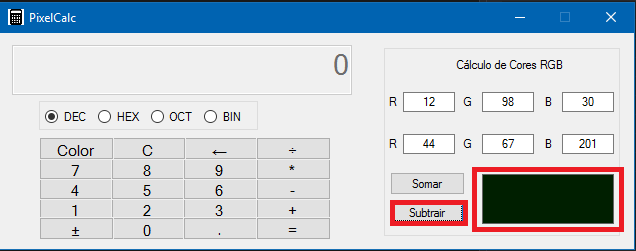 PixelCalc
0
DEC HEX OCT BIN
Color C ← ÷
7 8 9 *
4 5 6 -
1 2 3 +
± 0 . =
Cálculo de Cores RGB
R 12 G 98 B 30
R 44 G 67 B 201
Somar
Subtrair